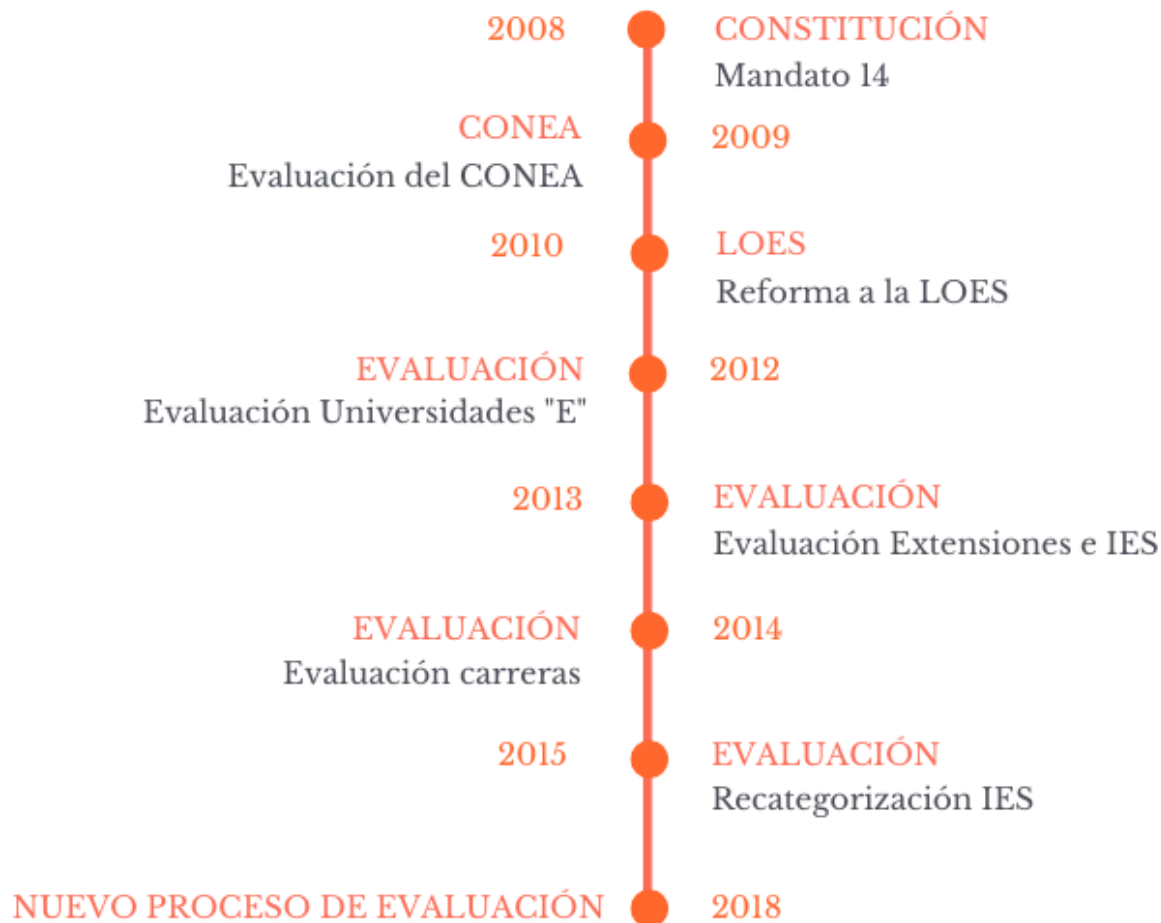 2008
CONSTITUCIÓN
Mandato 14
CONEA
2009
Evaluación del CONEA
2010
LOES
Reforma a la LOES
EVALUACIÓN
2012
Evaluación Universidades "E"
2013
EVALUACIÓN
Evaluación Extensiones e IES
EVALUACIÓN
2014
Evaluación carreras
2015
EVALUACIÓN
Recategorización IES
NUEVO PROCESO DE EVALUACIÓN
2018